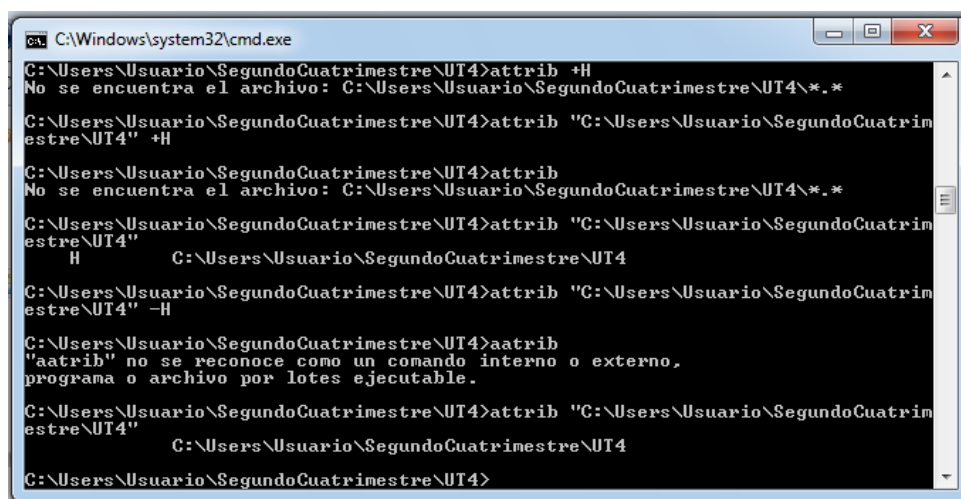 C:\Windows\system32\cmd.exe
C:\Users\Usuario\SegundoCuatrimestre\UT4>attrib +H
No se encuentra el archivo: C:\Users\Usuario\SegundoCuatrimestre\UT4\*.*
C:\Users\Usuario\SegundoCuatrimestre\UT4>attrib "C:\Users\Usuario\SegundoCuatrim
estre\UT4" +H
C:\Users\Usuario\SegundoCuatrimestre\UT4>attrib
No se encuentra el archivo: C:\Users\Usuario\SegundoCuatrimestre\UT4\*.*
C:\Users\Usuario\SegundoCuatrimestre\UT4>attrib "C:\Users\Usuario\SegundoCuatrim
estre\UT4"
H C:\Users\Usuario\SegundoCuatrimestre\UT4
C:\Users\Usuario\SegundoCuatrimestre\UT4>attrib "C:\Users\Usuario\SegundoCuatrim
estre\UT4" -H
C:\Users\Usuario\SegundoCuatrimestre\UT4>aatrib
"aatrib" no se reconoce como un comando interno o externo,
programa o archivo por lotes ejecutable.
C:\Users\Usuario\SegundoCuatrimestre\UT4>attrib "C:\Users\Usuario\SegundoCuatrim
estre\UT4"
C:\Users\Usuario\SegundoCuatrimestre\UT4
C:\Users\Usuario\SegundoCuatrimestre\UT4>